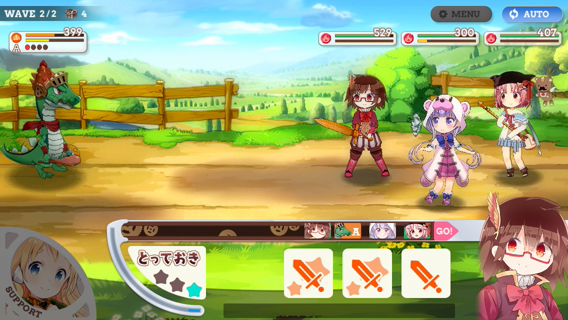 WAVE 2/2 4
MENU
AUTO
399
A
529
300
407
A
GO!
とっておき
SUPPORT